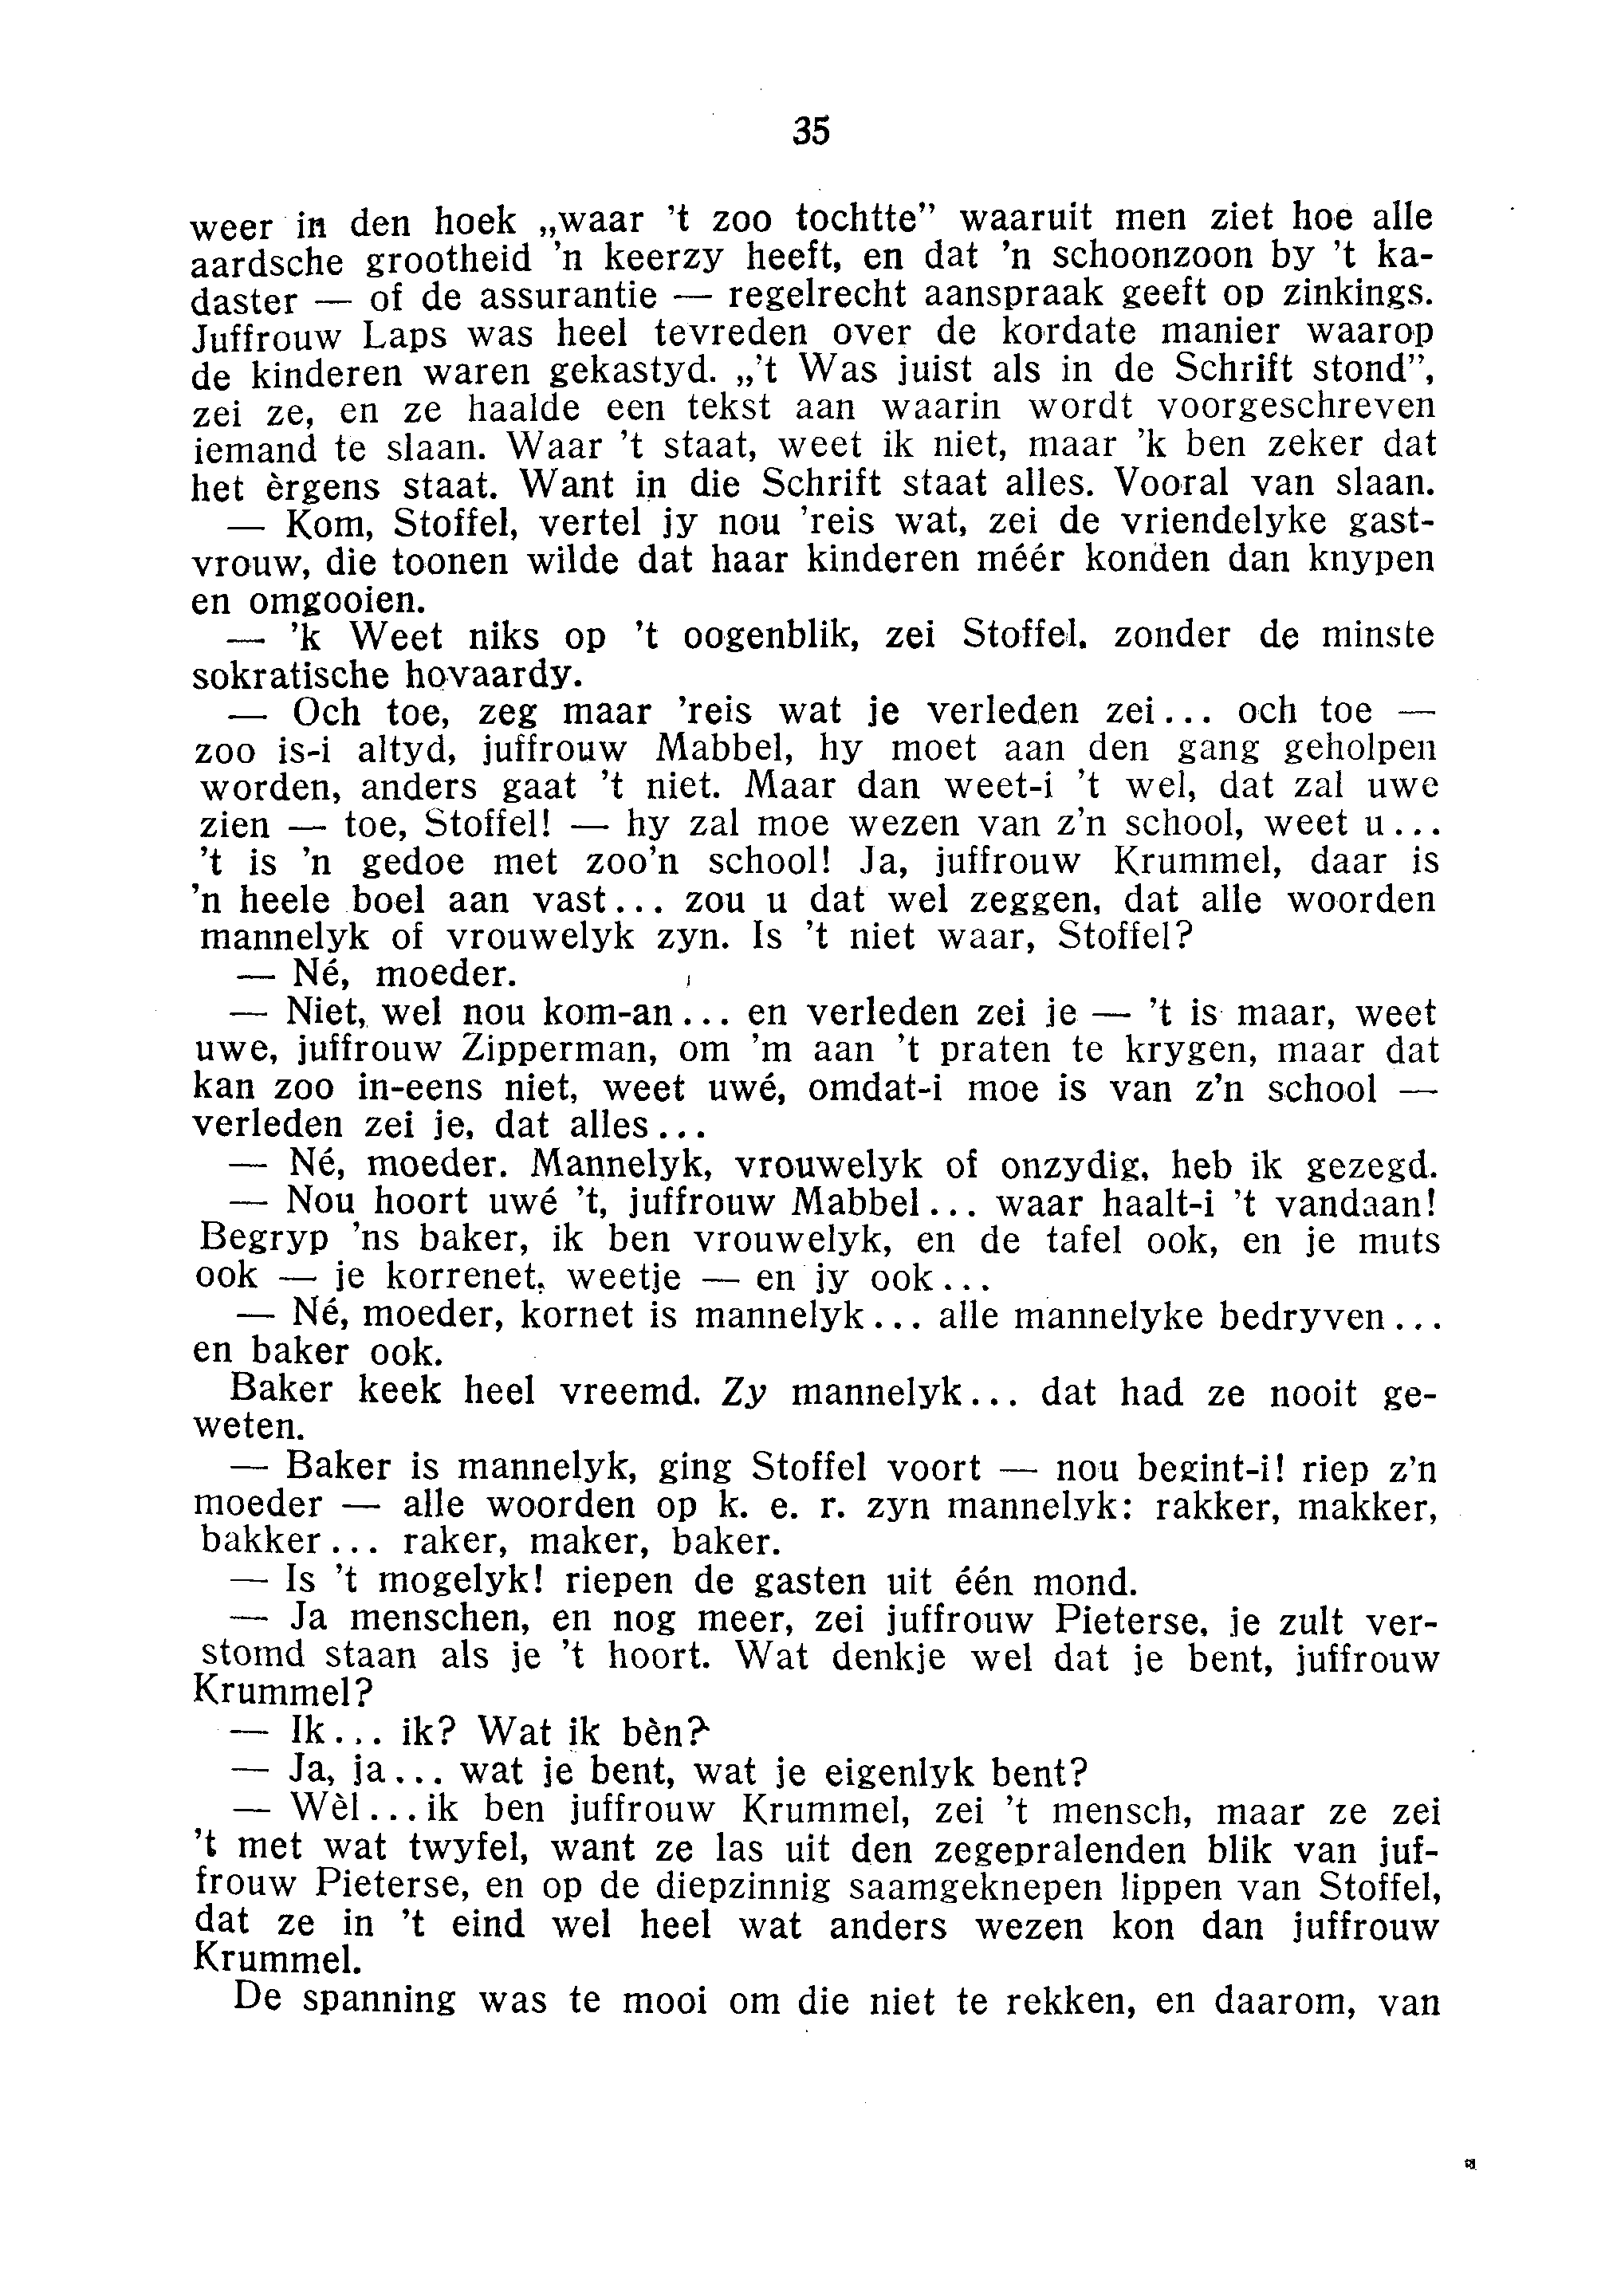 35
weer in den hoek „waar 't zoo tochtte” waaruit men ziet hoe alle
aardsche grootheid 'n keerzy heeft, en dat 'n schoonzoon by 't ka-
daster — of de assurantie — regelrecht aanspraak geeft op zinkings.
Juffrouw Laps was heel tevreden over de kordate manier waarop
de kinderen waren gekastyd. „'t Was juist als in de Schrift stond”,
zei ze, en ze haalde een tekst aan waarin wordt voorgeschreven
iemand te slaan. Waar 't staat, weet ik niet, maar 'k ben zeker dat
het èrgens staat. Want in die Schrift staat alles. Vooral van slaan.
— Kom, Stoffel, vertel jy nou 'reis wat, zei de vriendelyke gast-
vrouw, die toonen wilde dat haar kinderen méér konden dan knypen
en omgooien.
— 'k Weet niks op 't oogenblik, zei Stoffel, zonder de minste
sokratische hovaardy.
— Och toe, zeg maar 'reis wat je verleden zei... och toe —
zoo is-i altyd, juffrouw Mabbel, hy moet aan den gang geholpen
worden, anders gaat 't niet. Maar dan weet-i 't wel, dat zal uwe
zien — toe, Stoffel! — hy zal moe wezen van z'n school, weet u...
't is 'n gedoe met zoo'n school! Ja, juffrouw Krummel, daar is
'n heele boel aan vast... zou u dat wel zeggen, dat alle woorden
mannelyk of vrouwelyk zyn. Is 't niet waar, Stoffel?
— Né, moeder.
— Niet, wel nou kom-an... en verleden zei je — 't is maar, weet
uwe, juffrouw Zipperman, om 'm aan 't praten te krygen, maar dat
kan zoo in-eens niet, weet uwé, omdat-i moe is van z'n school —
verleden zei je, dat alles...
— Né, moeder. Mannelyk, vrouwelyk of onzydig, heb ik gezegd.
— Nou hoort uwé 't, juffrouw Mabbel... waar haalt-i 't vandaan!
Begryp 'ns baker, ik ben vrouwelyk, en de tafel ook, en je muts
ook — je korrenet, weetje — en jy ook...
— Né, moeder, kornet is mannelyk... alle mannelyke bedryven...
en baker ook.
Baker keek heel vreemd. Zy mannelyk... dat had ze nooit ge-
weten.
— Baker is mannelyk, ging Stoffel voort — nou begint-i! riep z'n
moeder — alle woorden op k. e. r. zyn mannelyk: rakker, makker,
bakker... raker, maker, baker.
— Is 't mogelyk! riepen de gasten uit één mond.
— Ja menschen, en nog meer, zei juffrouw Pieterse, je zult ver-
stomd staan als je 't hoort. Wat denkje wel dat je bent, juffrouw
Krummel?
— Ik... ik? Wat ik bèn?
— Ja, ja... wat je bent, wat je eigenlyk bent?
— Wèl... ik ben juffrouw Krummel, zei 't mensch, maar ze zei
't met wat twyfel, want ze las uit den zegepralenden blik van juf-
frouw Pieterse, en op de diepzinnig saamgeknepen lippen van Stoffel,
dat ze in 't eind wel heel wat anders wezen kon dan juffrouw
Krummel.
De spanning was te mooi om die niet te rekken, en daarom, van